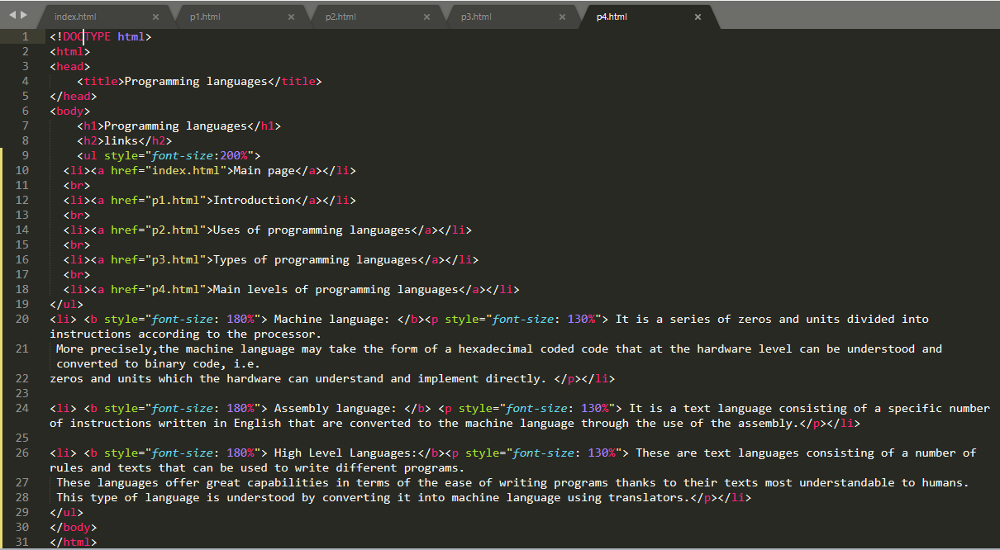 index.html × p1.html × p2.html × p3.html × p4.html ×
1 <!DOCTYPE html>
2 <html>
3 <head>
4 <title>Programming languages</title>
5 </head>
6 <body>
7 <h1>Programming languages</h1>
8 <h2>links</h2>
9 <ul style="font-size:200%">
10 <li><a href="index.html">Main page</a></li>
11 <br>
12 <li><a href="p1.html">Introduction</a></li>
13 <br>
14 <li><a href="p2.html">Uses of programming languages</a></li>
15 <br>
16 <li><a href="p3.html">Types of programming languages</a></li>
17 <br>
18 <li><a href="p4.html">Main levels of programming languages</a></li>
19 </ul>
20 <li> <b style="font-size: 180%"> Machine language: </b><p style="font-size: 130%"> It is a series of zeros and units divided into
instructions according to the processor.
21 More precisely,the machine language may take the form of a hexadecimal coded code that at the hardware level can be understood and
converted to binary code, i.e.
22 zeros and units which the hardware can understand and implement directly. </p></li>
23
24 <li> <b style="font-size: 180%"> Assembly language: </b> <p style="font-size: 130%"> It is a text language consisting of a specific number
of instructions written in English that are converted to the machine language through the use of the assembly.</p></li>
25
26 <li> <b style="font-size: 180%"> High Level Languages:</b><p style="font-size: 130%"> These are text languages consisting of a number of
rules and texts that can be used to write different programs.
27 These languages offer great capabilities in terms of the ease of writing programs thanks to their texts most understandable to humans.
28 This type of language is understood by converting it into machine language using translators.</p></li>
29 </ul>
30 </body>
31 </html>